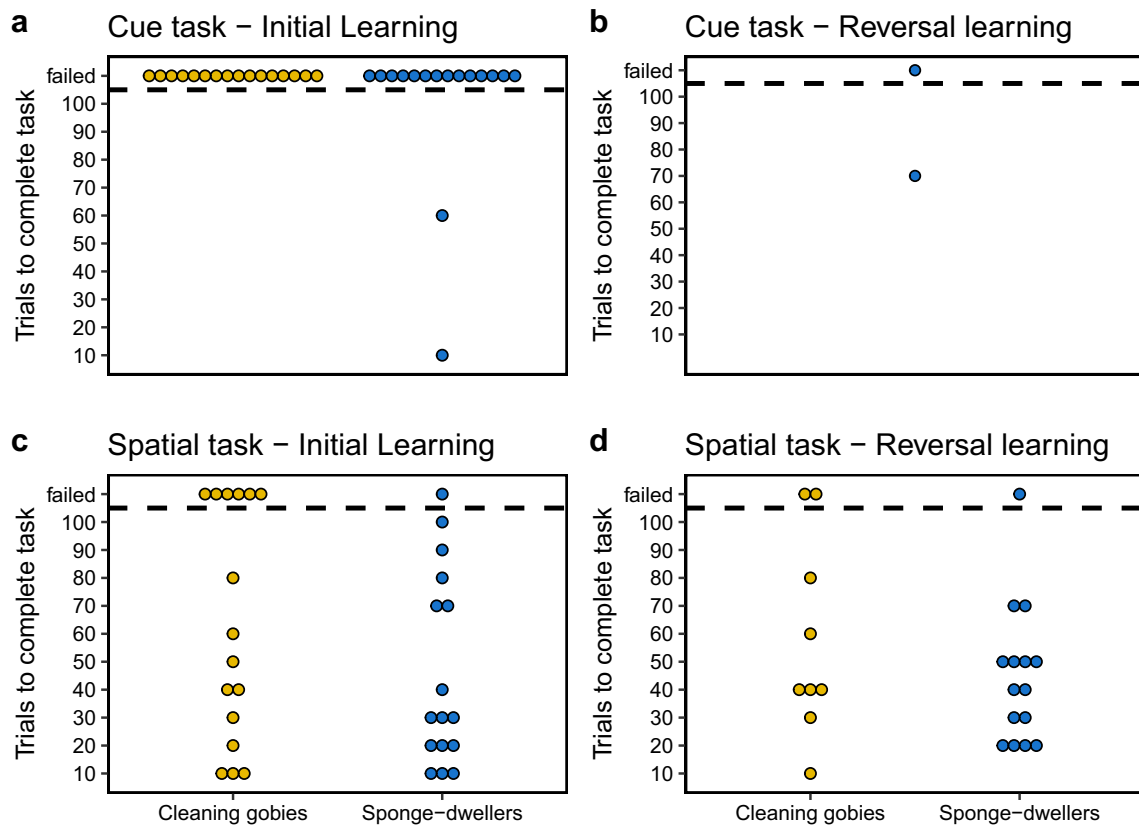 a Cue task – Initial Learning
Trials to complete task
failed
100
90
80
70
60
50
40
30
20
10
b Cue task – Reversal learning
Trials to complete task
failed
100
90
80
70
60
50
40
30
20
10
c Spatial task – Initial Learning
Trials to complete task
failed
100
90
80
70
60
50
40
30
20
10
Cleaning gobies Sponge–dwellers
d Spatial task – Reversal learning
Trials to complete task
failed
100
90
80
70
60
50
40
30
20
10
Cleaning gobies Sponge–dwellers